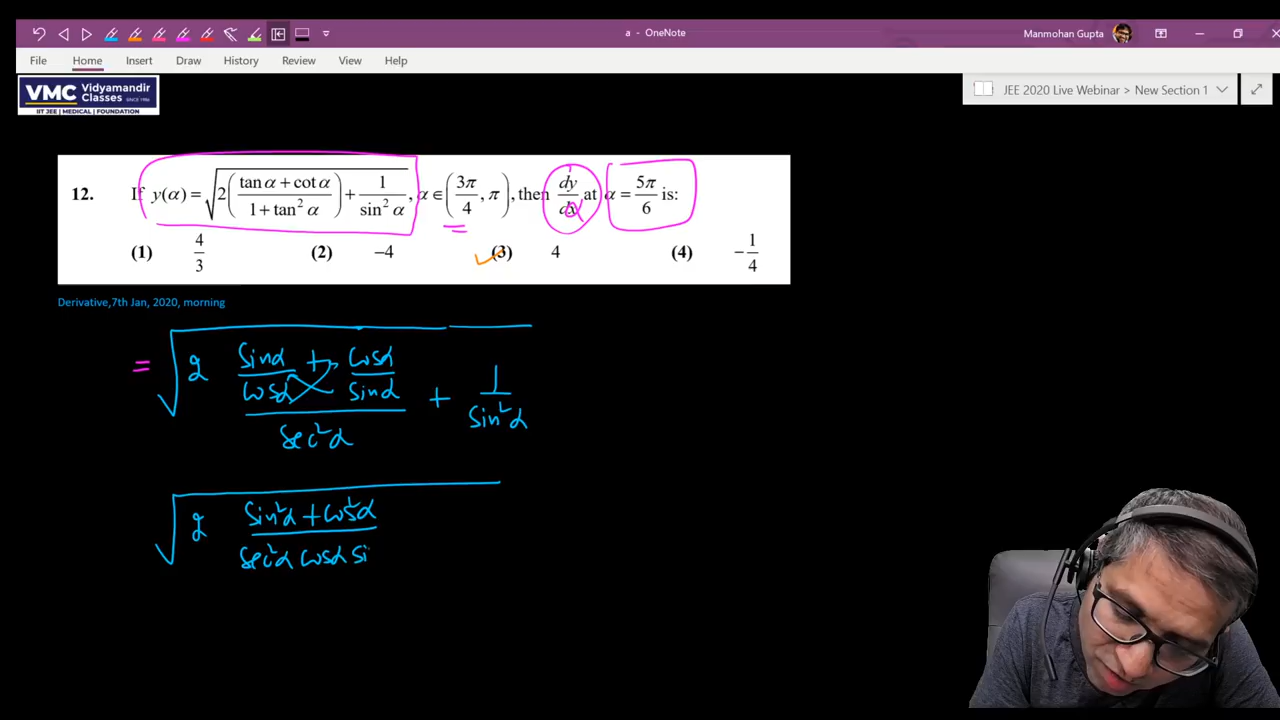 a - OneNote
Manmohan Gupta
File Home Insert Draw History Review View Help
VMC Vidyamandir Classes SINCE 1986
IIT JEE | MEDICAL | FOUNDATION
JEE 2020 Live Webinar > New Section 1
12. If y(α) = √(2((tan α + cot α)/(1 + tan² α)) + 1/sin² α), α ∈ (3π/4, π), then dy/dα at α = 5π/6 is:
(1) 4/3 (2) −4 (3) 4 (4) −1/4
Derivative,7th Jan, 2020, morning
= √(2 (sinα/cosα + cosα/sinα)/sec²α + 1/sin²α)
√(2 (sin²α + cos²α)/(sec²α cosα si